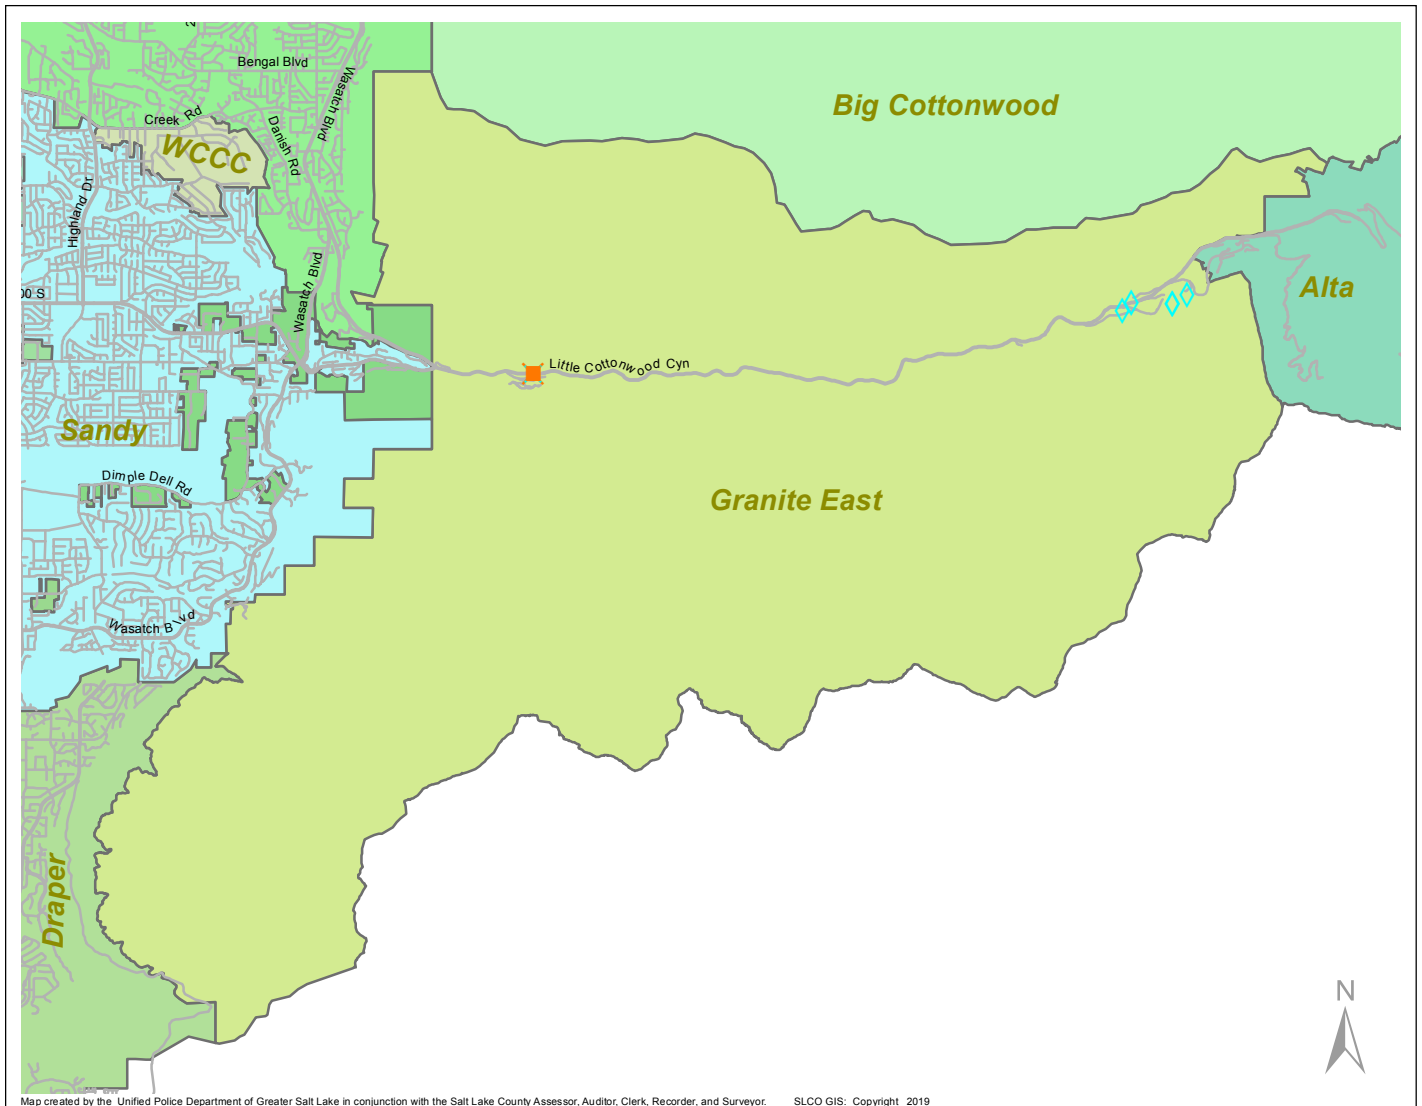 2
Bengal Blvd
Wasatch Blvd
Big Cottonwood
Creek Rd
Danish Rd
WCCC
Highland Dr
Wasatch Blvd
00 S
Alta
Little Cottonwood Cyn
Sandy
Dimple Dell Rd
Granite East
Wasatch Blvd
Draper
N
Map created by the Unified Police Department of Greater Salt Lake in conjunction with the Salt Lake County Assessor, Auditor, Clerk, Recorder, and Surveyor. SLCO GIS: Copyright 2019